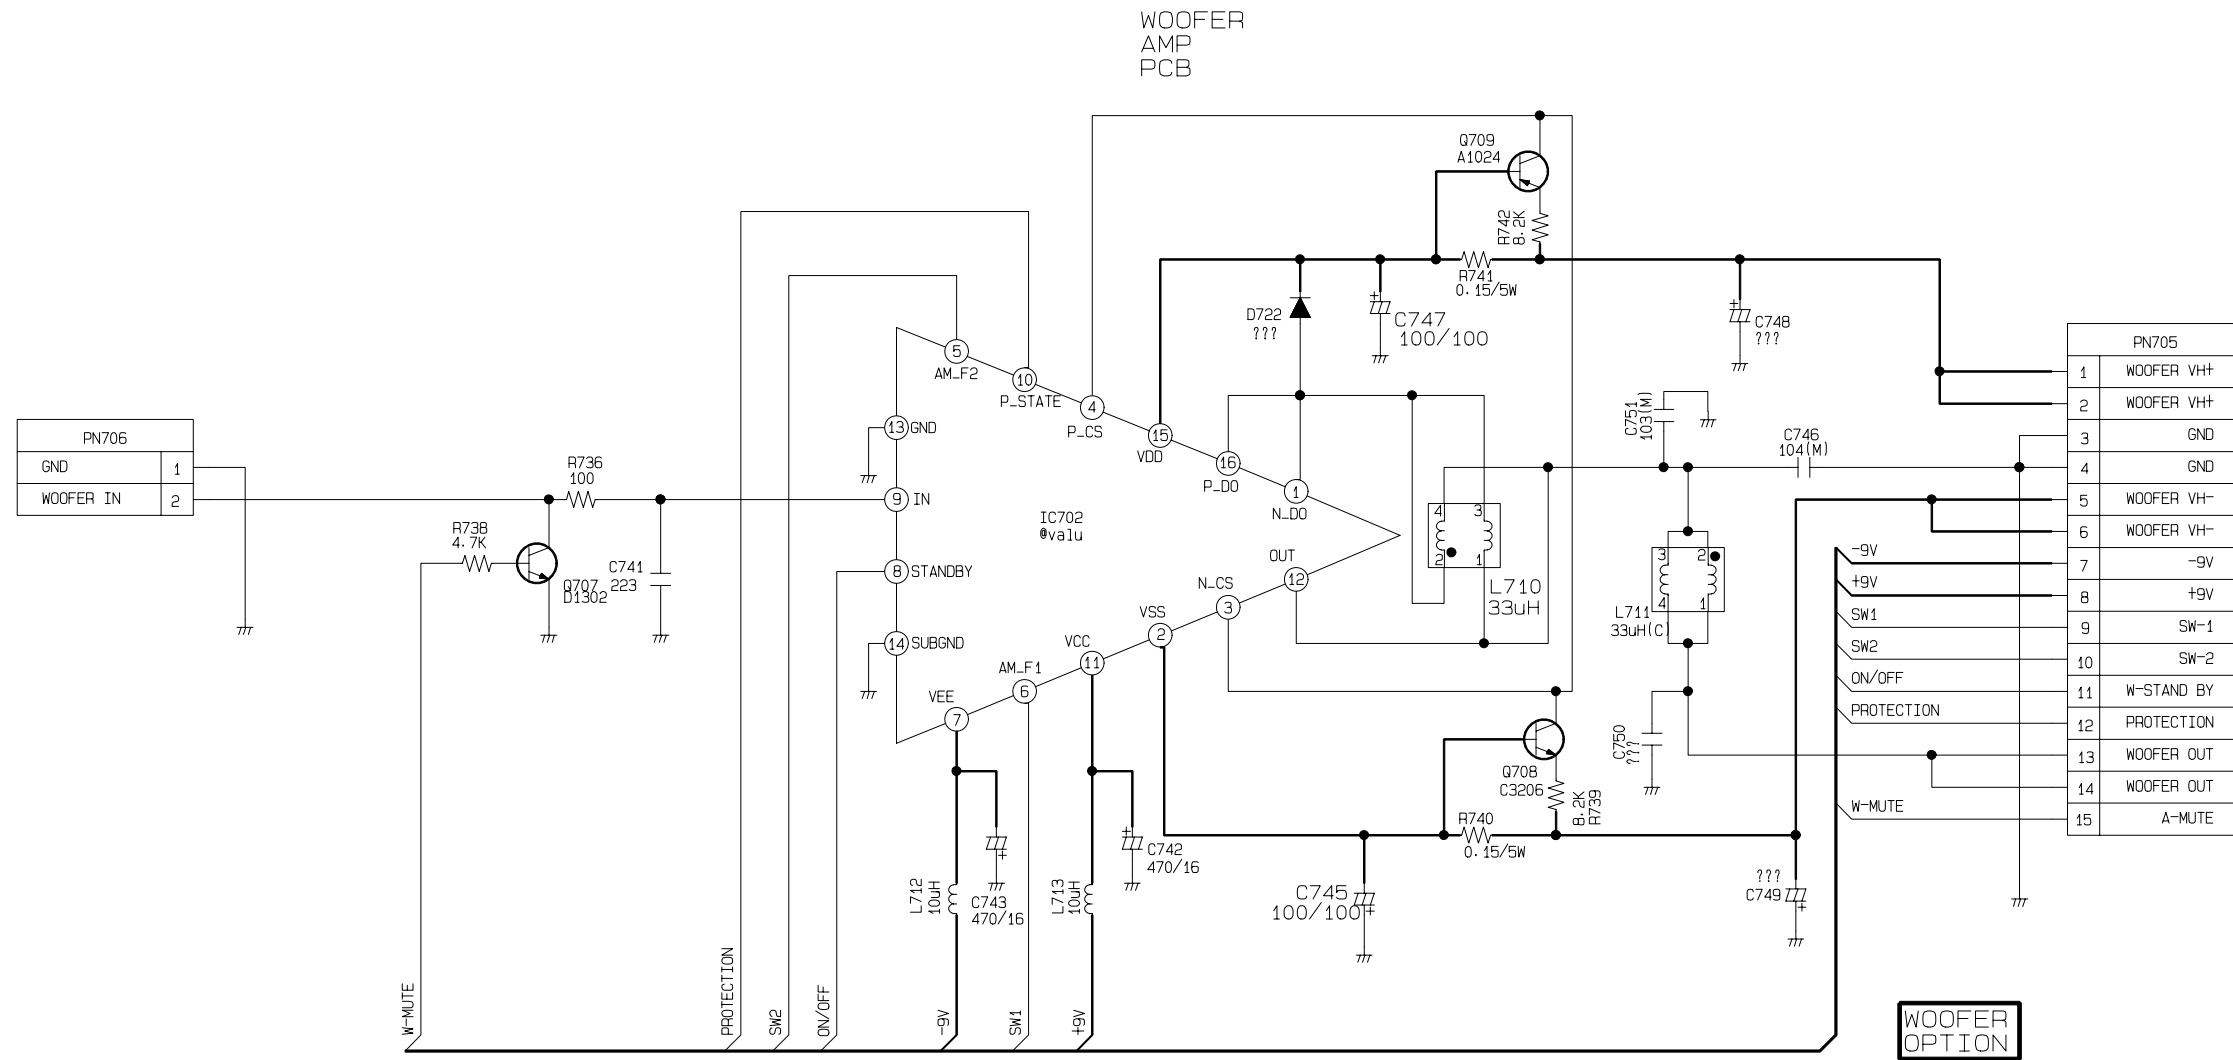 WOOFER
AMP
PCB
Q709
A1024
R742
8.2K
R741
0.15/5W
D722
???
C747
100/100
C748
???
PN705
1 WOOFER VH+
2 WOOFER VH+
3 GND
4 GND
5 WOOFER VH-
6 WOOFER VH-
7 -9V
8 +9V
9 SW-1
10 SW-2
11 W-STAND BY
12 PROTECTION
13 WOOFER OUT
14 WOOFER OUT
15 A-MUTE
PN706
GND 1
WOOFER IN 2
R736
100
R738
4.7K
Q707
D1302
C741
223
5
AM_F2
10
P_STATE
4
P_CS
15
VDD
16
P_DO
1
N_DO
13 GND
9 IN
8 STANDBY
14 SUBGND
IC702
@valu
OUT
12
N_CS
3
VSS
2
VCC
11
AM_F1
6
VEE
7
4 3
2 1
L710
33uH
C751
103(M)
C746
104(M)
3 2
4 1
L711
33uH(C)
C750
???
-9V
+9V
SW1
SW2
ON/OFF
PROTECTION
W-MUTE
Q708
C3206
8.2K
R739
R740
0.15/5W
C745
100/100
???
C749
L712
10uH
C743
470/16
L713
10uH
C742
470/16
W-MUTE
PROTECTION
SW2
ON/OFF
-9V
SW1
+9V
WOOFER
OPTION